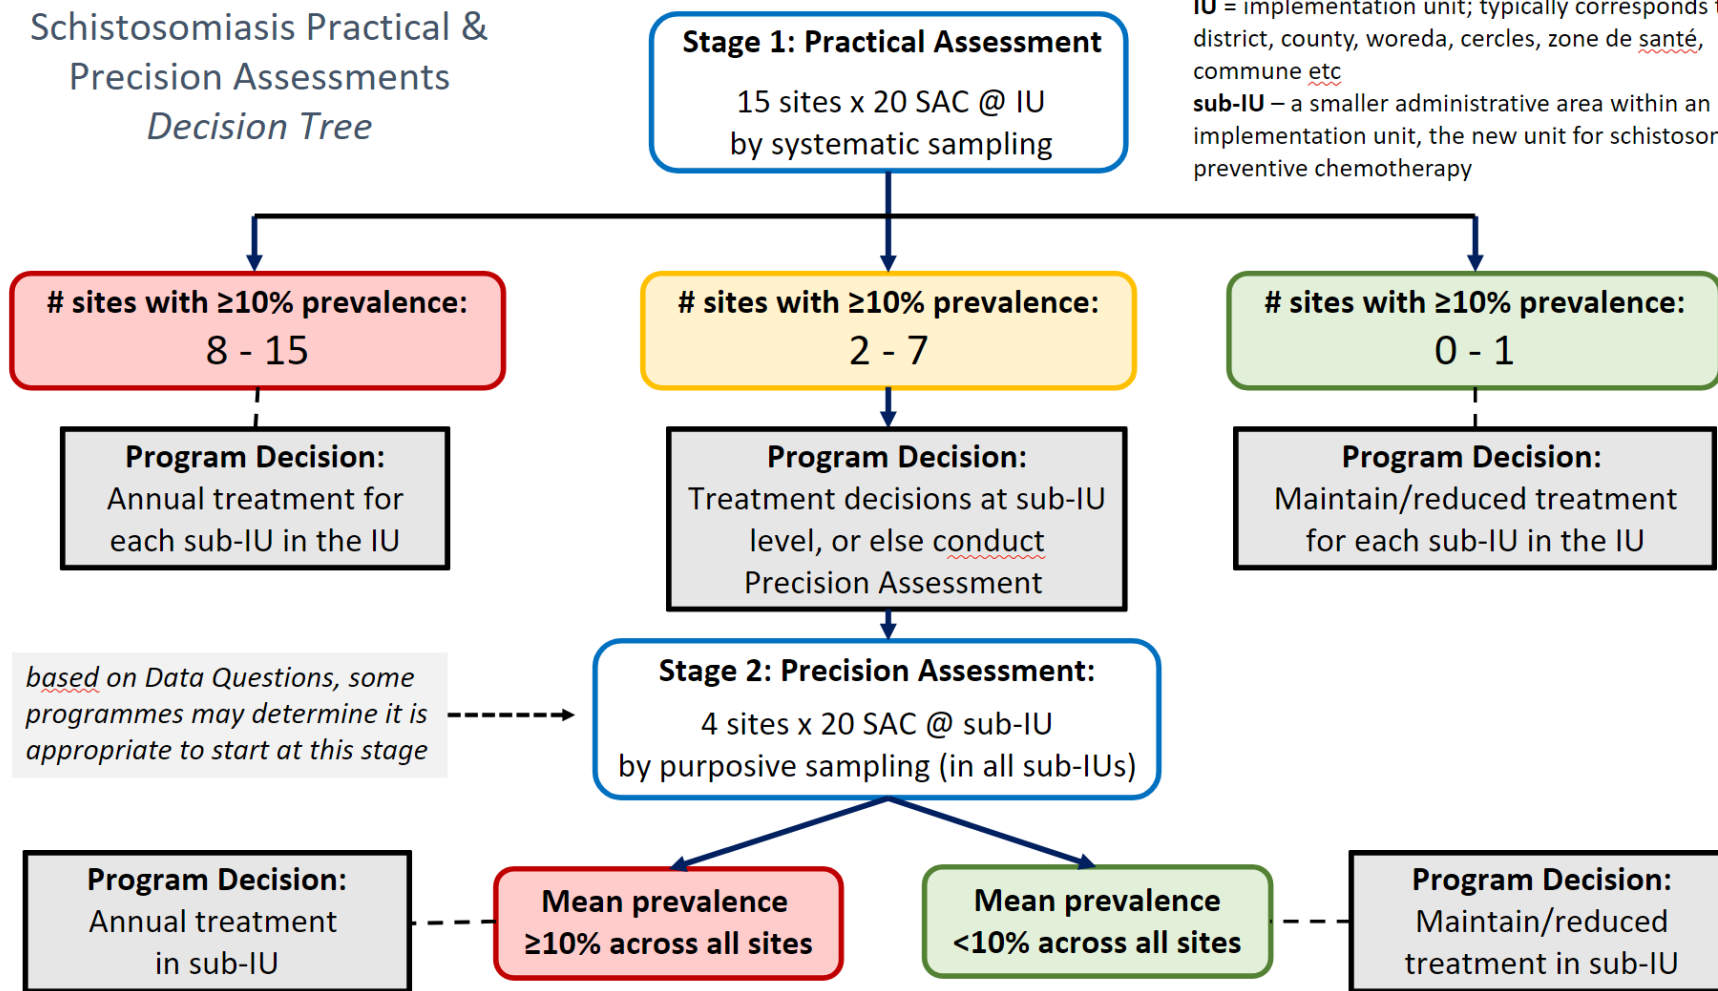 Schistosomiasis Practical &
Precision Assessments
Decision Tree
Stage 1: Practical Assessment
15 sites x 20 SAC @ IU
by systematic sampling
IU = implementation unit; typically corresponds
district, county, woreda, cercles, zone de santé,
commune etc
sub-IU – a smaller administrative area within an
implementation unit, the new unit for
preventive chemotherapy
# sites with ≥10% prevalence:
8 - 15
# sites with ≥10% prevalence:
2 - 7
# sites with ≥10% prevalence:
0 - 1
Program Decision:
Annual treatment for
each sub-IU in the IU
Program Decision:
Treatment decisions at sub-IU
level, or else conduct
Precision Assessment
Program Decision:
Maintain/reduced treatment
for each sub-IU in the IU
based on Data Questions, some
programmes may determine it is
appropriate to start at this stage
Stage 2: Precision Assessment:
4 sites x 20 SAC @ sub-IU
by purposive sampling (in all sub-IUs)
Program Decision:
Annual treatment
in sub-IU
Mean prevalence
≥10% across all sites
Mean prevalence
<10% across all sites
Program Decision:
Maintain/reduced
treatment in sub-IU